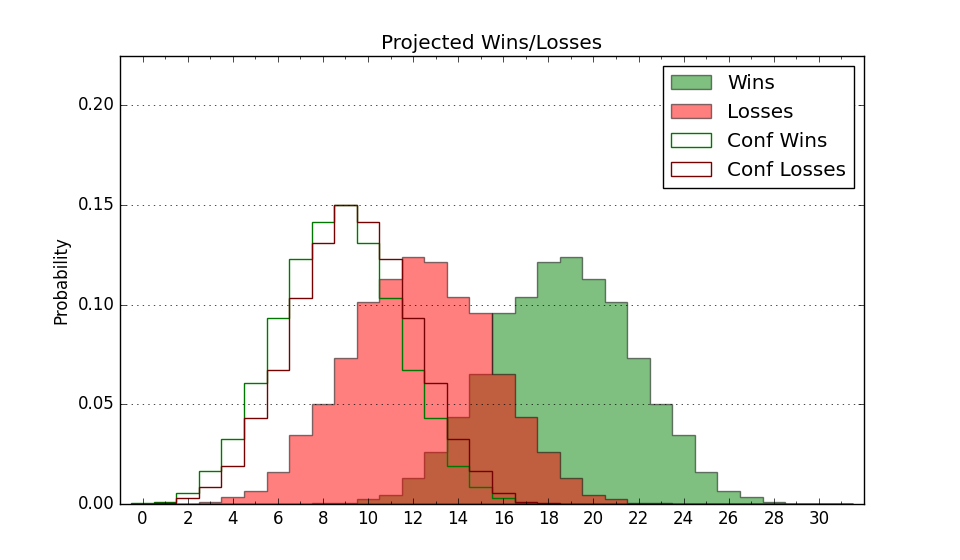 Projected Wins/Losses
Wins
Losses
Conf Wins
Conf Losses
Probability
0.20
0.15
0.10
0.05
0.00
0 2 4 6 8 10 12 14 16 18 20 22 24 26 28 30